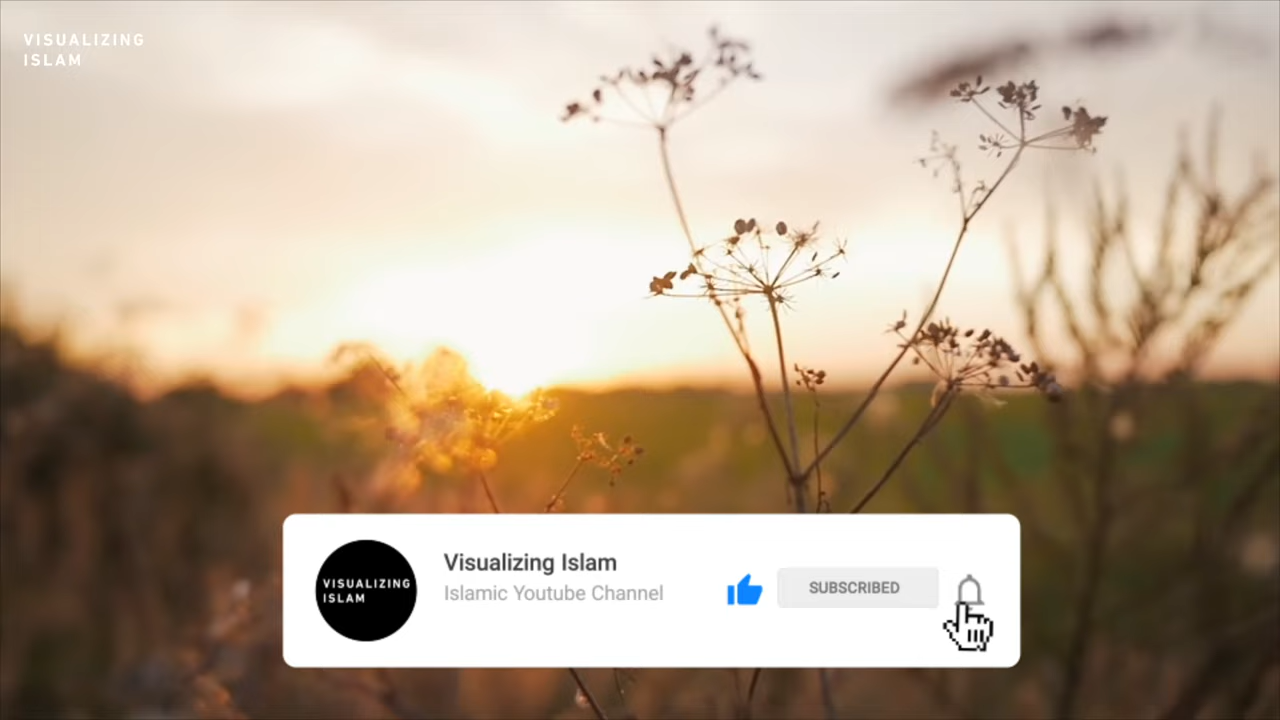 VISUALIZING
ISLAM
VISUALIZING
ISLAM
Visualizing Islam
Islamic Youtube Channel
SUBSCRIBED